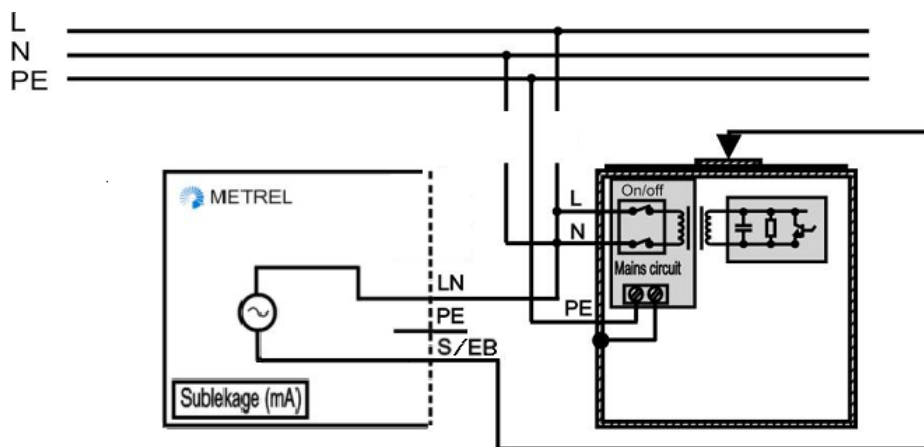 L
N
PE
METREL
On/off
L
N
Mains circuit
LN
PE
PE
S/EB
Sublekage (mA)